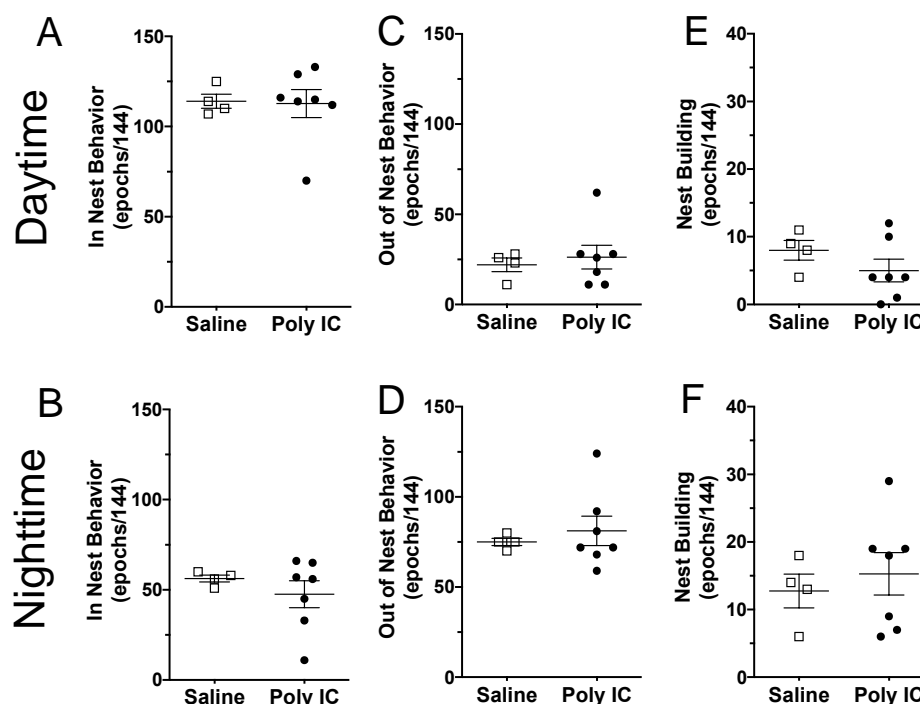 Daytime
A
In Nest Behavior
(epochs/144)
150
100
50
0
Saline
Poly IC
C
Out of Nest Behavior
(epochs/144)
150
100
50
0
Saline
Poly IC
E
Nest Building
(epochs/144)
40
30
20
10
0
Saline
Poly IC
Nighttime
B
In Nest Behavior
(epochs/144)
150
100
50
0
Saline
Poly IC
D
Out of Nest Behavior
(epochs/144)
150
100
50
0
Saline
Poly IC
F
Nest Building
(epochs/144)
40
30
20
10
0
Saline
Poly IC